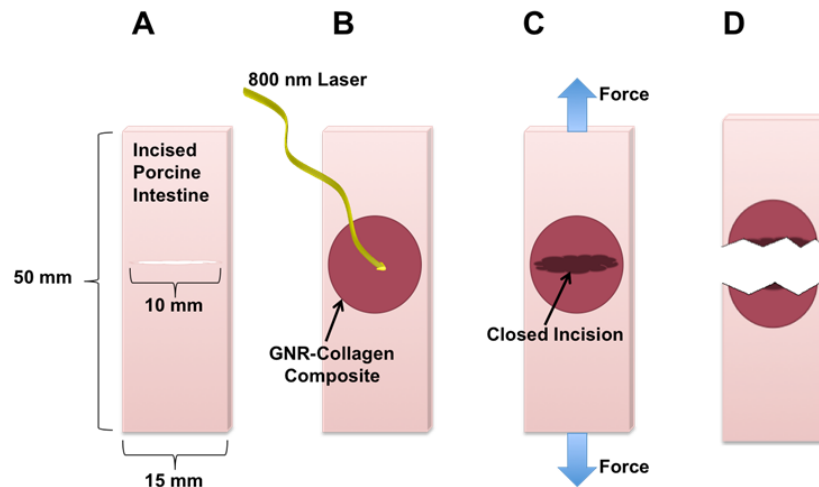 A
B
C
D
800 nm Laser
Force
Incised
Porcine
Intestine
50 mm
10 mm
Closed Incision
GNR-Collagen
Composite
15 mm
Force